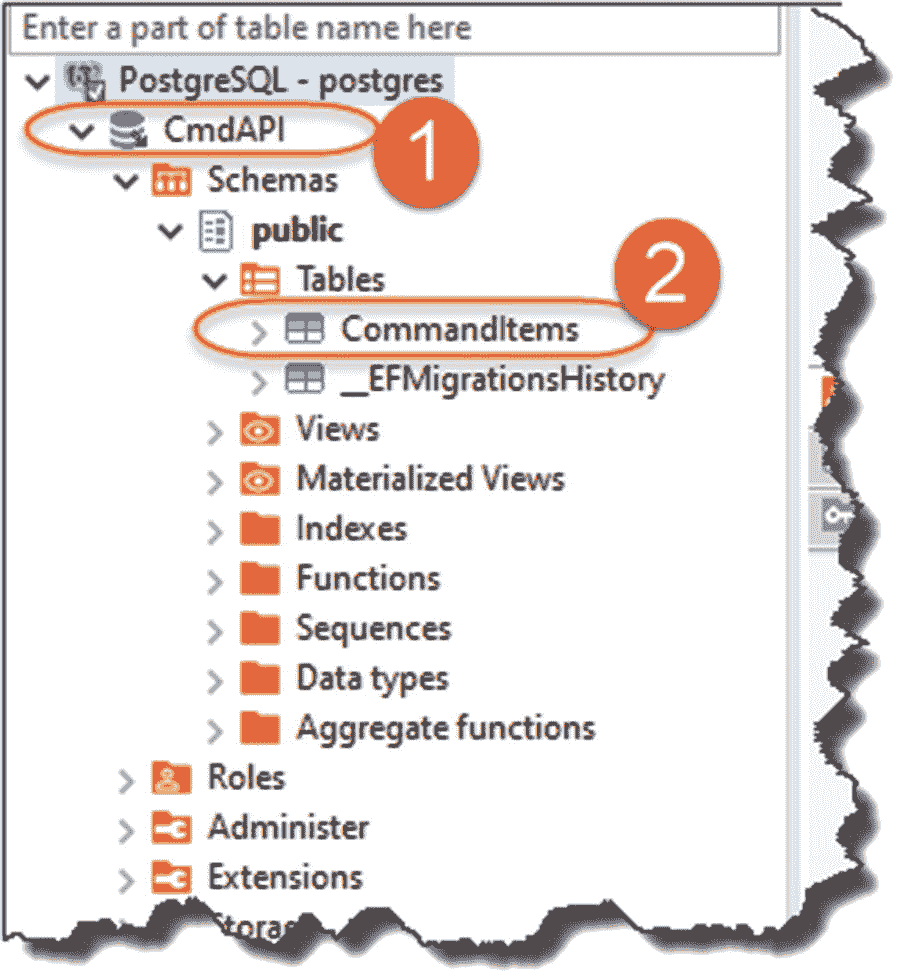 Enter a part of table name here
PostgreSQL - postgres
CmdAPI
1
Schemas
public
Tables
2
CommandItems
__EFMigrationsHistory
Views
Materialized Views
Indexes
Functions
Sequences
Data types
Aggregate functions
Roles
Administer
Extensions